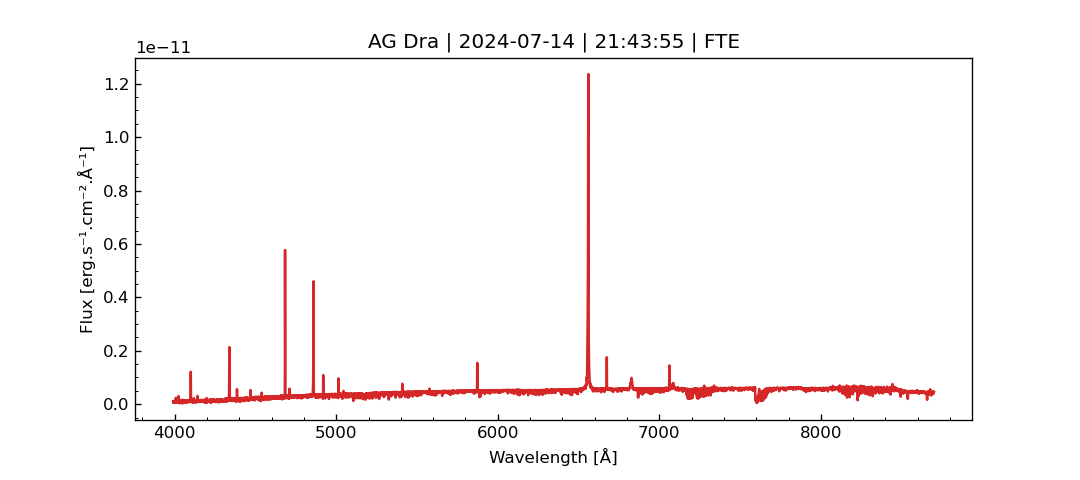 AG Dra | 2024-07-14 | 21:43:55 | FTE
1e−11
1.2
1.0
0.8
0.6
0.4
0.2
0.0
Flux [erg.s⁻¹.cm⁻².Å⁻¹]
4000 5000 6000 7000 8000
Wavelength [Å]